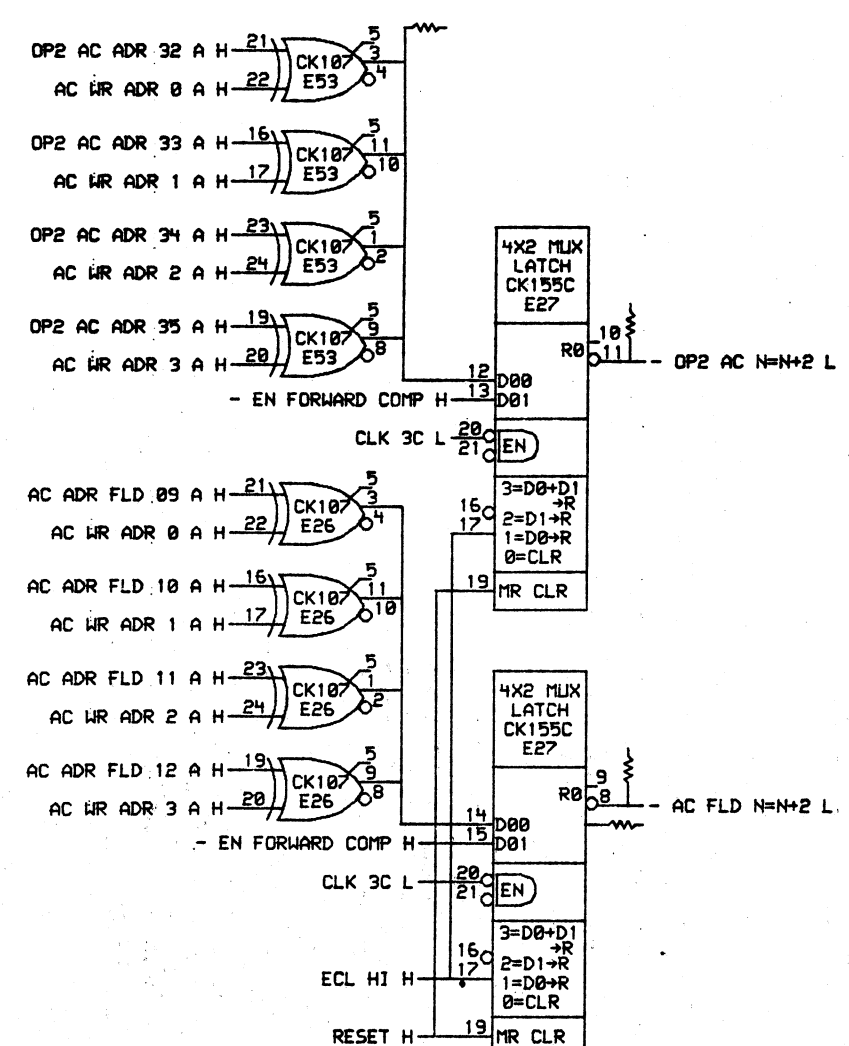 OP2 AC ADR 32 A H 21 CK107 E53 5 3 4
AC WR ADR 0 A H 22
OP2 AC ADR 33 A H 16 CK107 E53 5 11 10
AC WR ADR 1 A H 17
OP2 AC ADR 34 A H 23 CK107 E53 5 1 2
AC WR ADR 2 A H 24
OP2 AC ADR 35 A H 19 CK107 E53 5 9 8
AC WR ADR 3 A H 20
4X2 MUX
LATCH
CK155C
E27
R0 10
11 - OP2 AC N=N+2 L
12 D00
- EN FORWARD COMP H 13 D01
CLK 3C L 20 EN
21
3=D0+D1
16 →R
17 2=D1→R
1=D0→R
0=CLR
19 MR CLR
AC ADR FLD 09 A H 21 CK107 E26 5 3 4
AC WR ADR 0 A H 22
AC ADR FLD 10 A H 16 CK107 E26 5 11 10
AC WR ADR 1 A H 17
AC ADR FLD 11 A H 23 CK107 E26 5 1 2
AC WR ADR 2 A H 24
AC ADR FLD 12 A H 19 CK107 E26 5 9 8
AC WR ADR 3 A H 20
4X2 MUX
LATCH
CK155C
E27
R0 9
8 - AC FLD N=N+2 L
14 D00
- EN FORWARD COMP H 15 D01
CLK 3C L 20 EN
21
3=D0+D1
16 →R
2=D1→R
ECL HI H 17 1=D0→R
0=CLR
RESET H 19 MR CLR